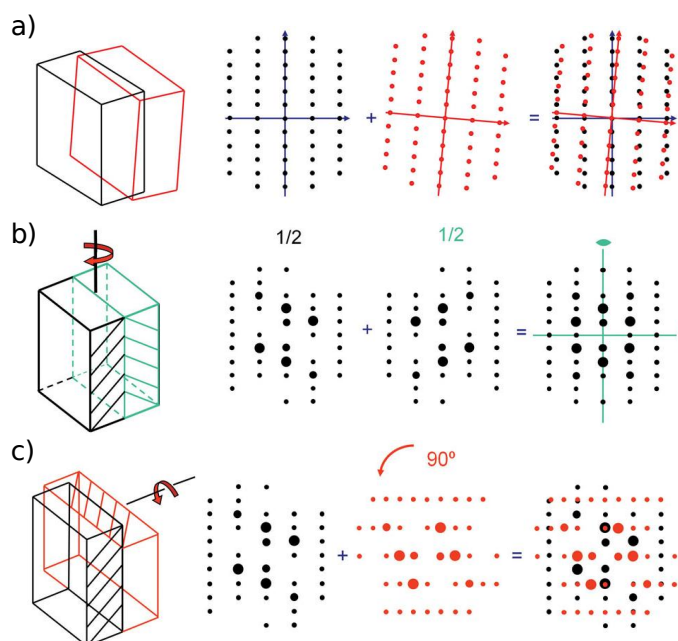 a)
+
=
b)
1/2
1/2
+
=
c)
90º
+
=